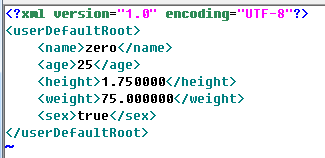 <?xml version="1.0" encoding="UTF-8"?>
<userDefaultRoot>
    <name>zero</name>
    <age>25</age>
    <height>1.750000</height>
    <weight>75.000000</weight>
    <sex>true</sex>
</userDefaultRoot>
~